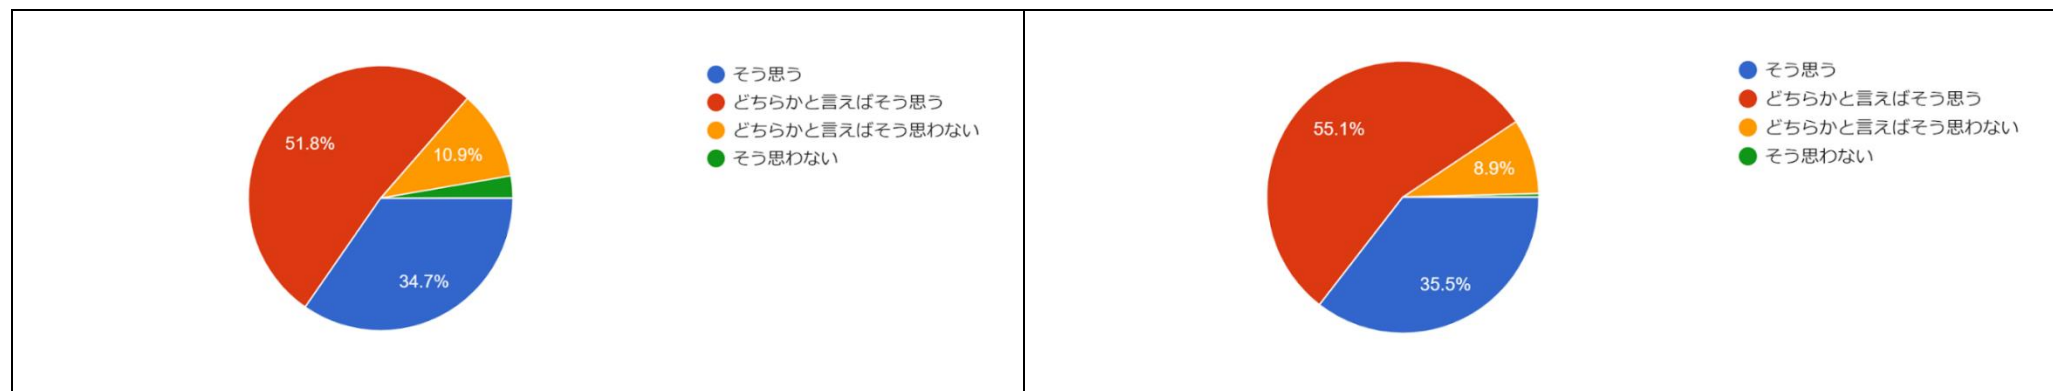 51.8%
10.9%
34.7%
そう思う
どちらかと言えばそう思う
どちらかと言えばそう思わない
そう思わない
55.1%
8.9%
35.5%
そう思う
どちらかと言えばそう思う
どちらかと言えばそう思わない
そう思わない